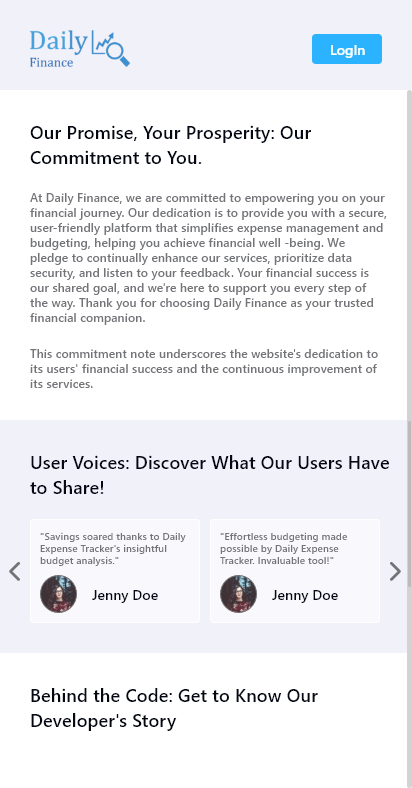 Daily
Finance
LogIn
Our Promise, Your Prosperity: Our
Commitment to You.
At Daily Finance, we are committed to empowering you on your
financial journey. Our dedication is to provide you with a secure,
user-friendly platform that simplifies expense management and
budgeting, helping you achieve financial well -being. We
pledge to continually enhance our services, prioritize data
security, and listen to your feedback. Your financial success is
our shared goal, and we're here to support you every step of
the way. Thank you for choosing Daily Finance as your trusted
financial companion.
This commitment note underscores the website's dedication to
its users' financial success and the continuous improvement of
its services.
User Voices: Discover What Our Users Have
to Share!
"Savings soared thanks to Daily
Expense Tracker's insightful
budget analysis."
Jenny Doe
"Effortless budgeting made
possible by Daily Expense
Tracker. Invaluable tool!"
Jenny Doe
Behind the Code: Get to Know Our
Developer's Story